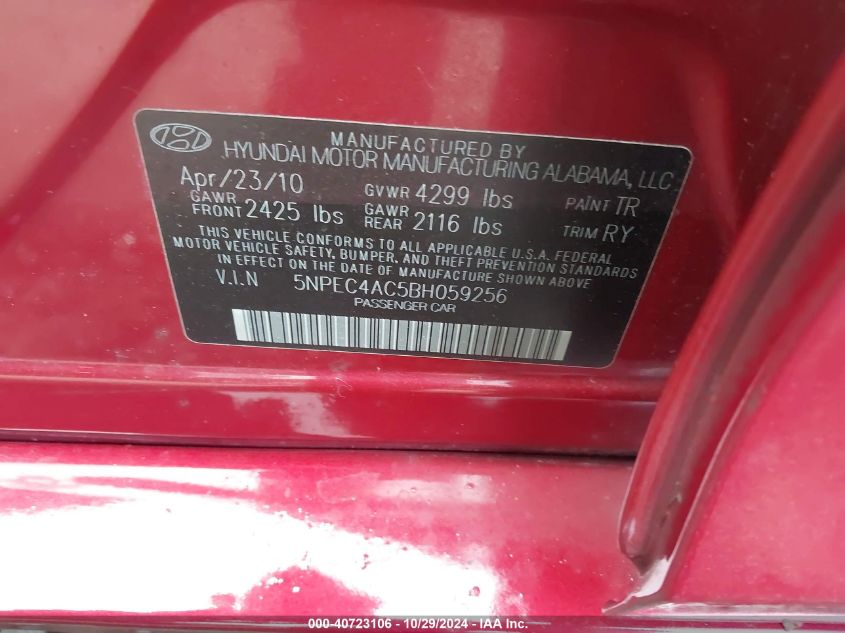 MANUFACTURED BY
HYUNDAI MOTOR MANUFACTURING ALABAMA, LLC
Apr/23/10 GVWR 4299 lbs PAINT TR
GAWR FRONT 2425 lbs GAWR REAR 2116 lbs TRIM RY
THIS VEHICLE CONFORMS TO ALL APPLICABLE U.S.A. FEDERAL
MOTOR VEHICLE SAFETY, BUMPER, AND THEFT PREVENTION STANDARDS
IN EFFECT ON THE DATE OF MANUFACTURE SHOWN ABOVE
V.I.N 5NPEC4AC5BH059256
PASSENGER CAR
000-40723106 - 10/29/2024 - IAA Inc.